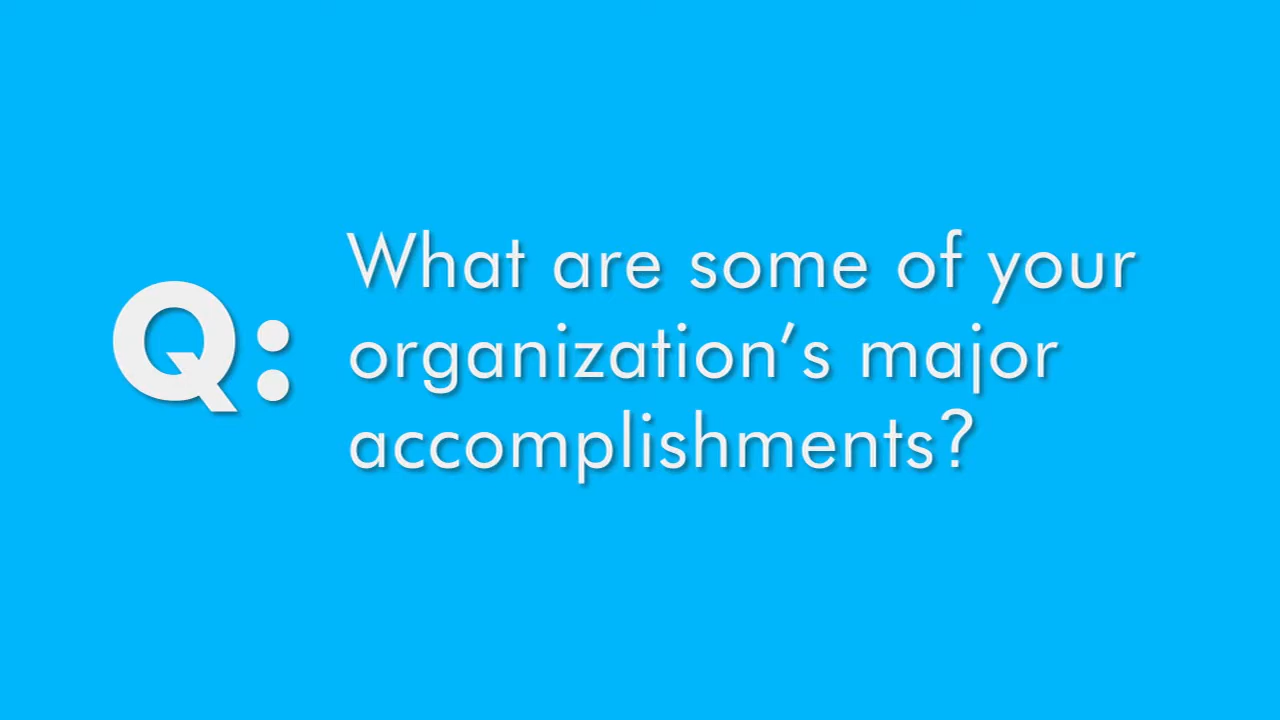 Q:
What are some of your
organization’s major
accomplishments?